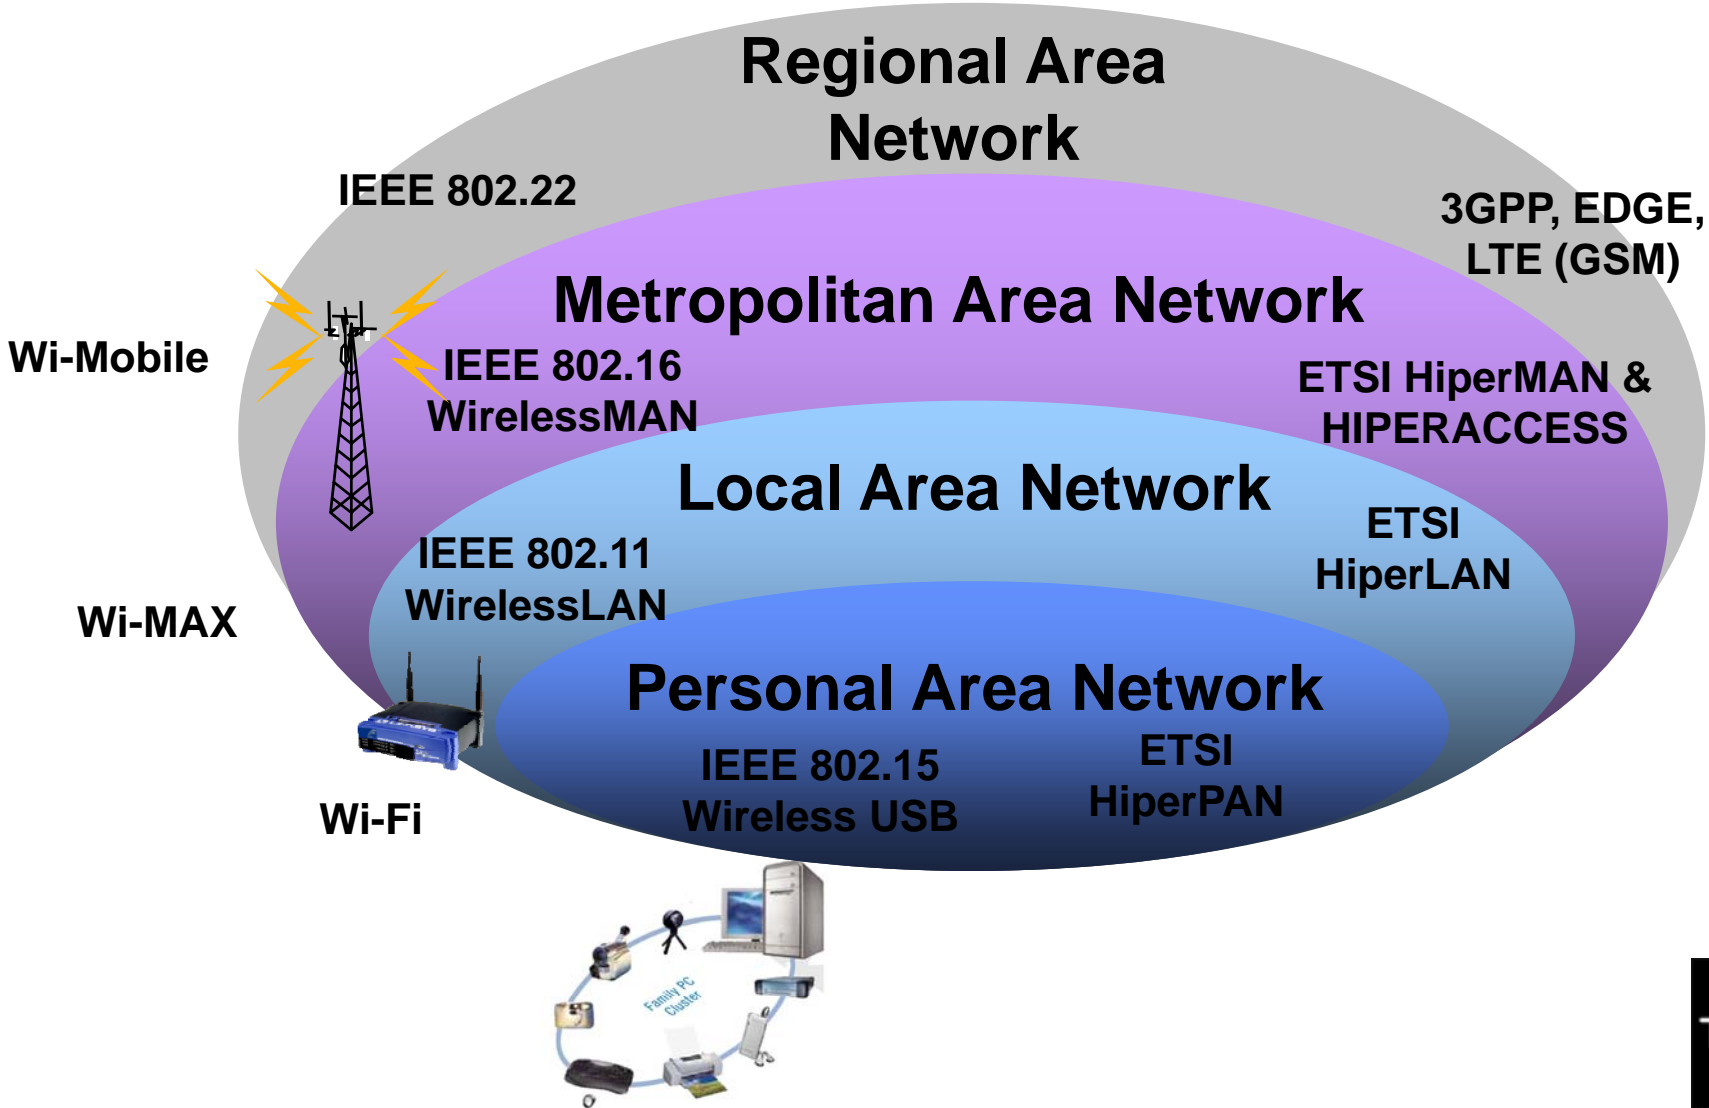 Regional Area
Network
IEEE 802.22
3GPP, EDGE,
LTE (GSM)
Metropolitan Area Network
Wi-Mobile
IEEE 802.16
WirelessMAN
ETSI HiperMAN &
HIPERACCESS
Local Area Network
IEEE 802.11
WirelessLAN
ETSI
HiperLAN
Wi-MAX
Personal Area Network
IEEE 802.15
Wireless USB
ETSI
HiperPAN
Wi-Fi
Family PC
Cluster